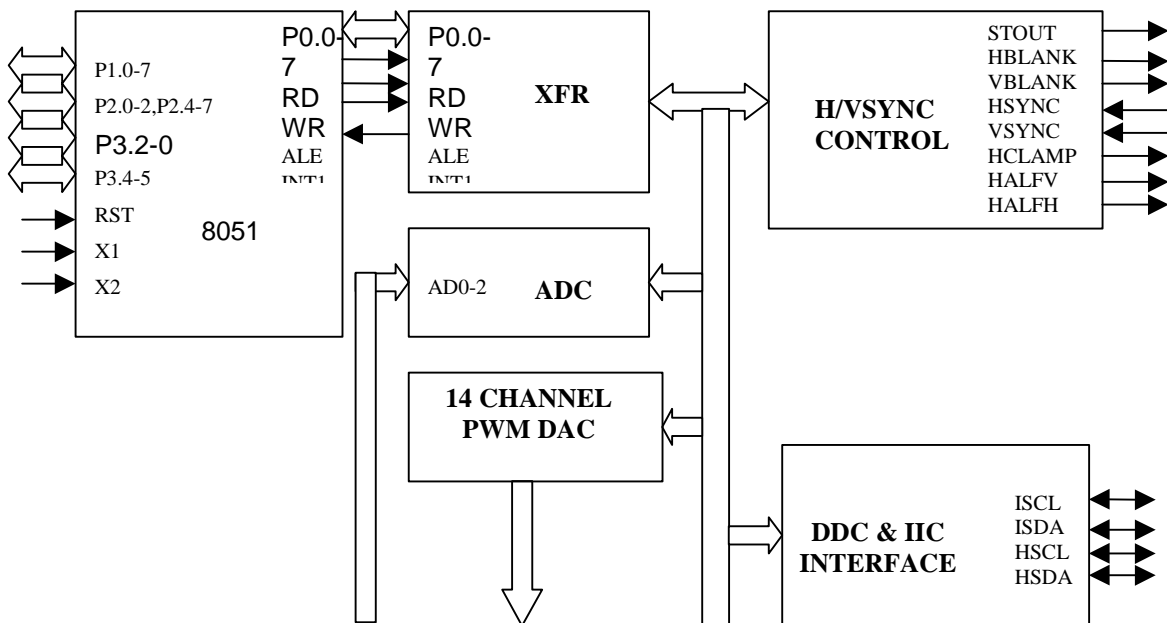 P1.0-7
P2.0-2,P2.4-7
P3.2-0
P3.4-5
RST
X1
X2
8051
P0.0-
7
RD
WR
ALE
INT1
P0.0-
7
RD
WR
ALE
INT1
XFR
H/VSYNC
CONTROL
STOUT
HBLANK
VBLANK
HSYNC
VSYNC
HCLAMP
HALFV
HALFH
AD0-2
ADC
14 CHANNEL
PWM DAC
DDC & IIC
INTERFACE
ISCL
ISDA
HSCL
HSDA